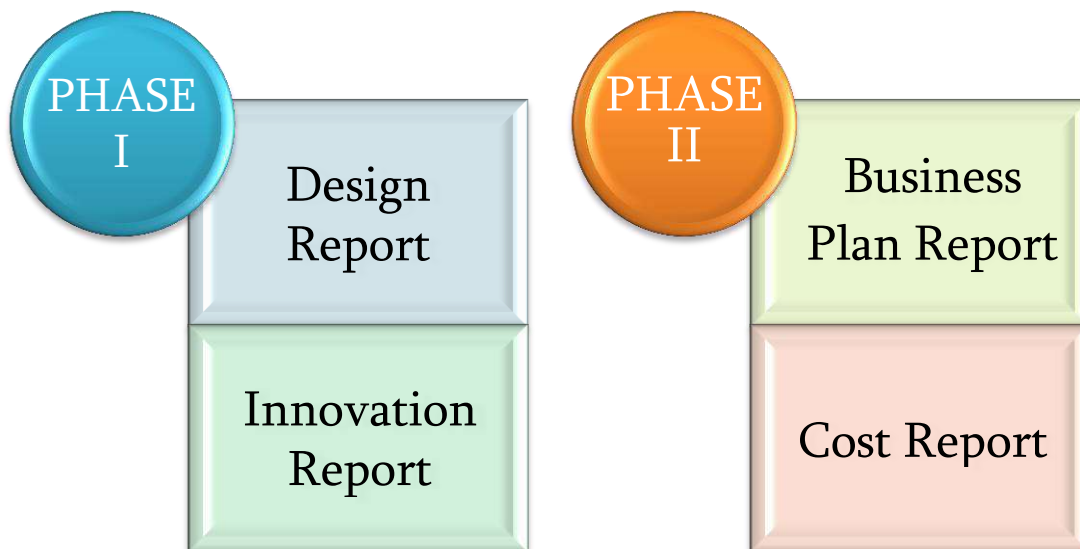 PHASE
I
Design
Report
Innovation
Report
PHASE
II
Business
Plan Report
Cost Report